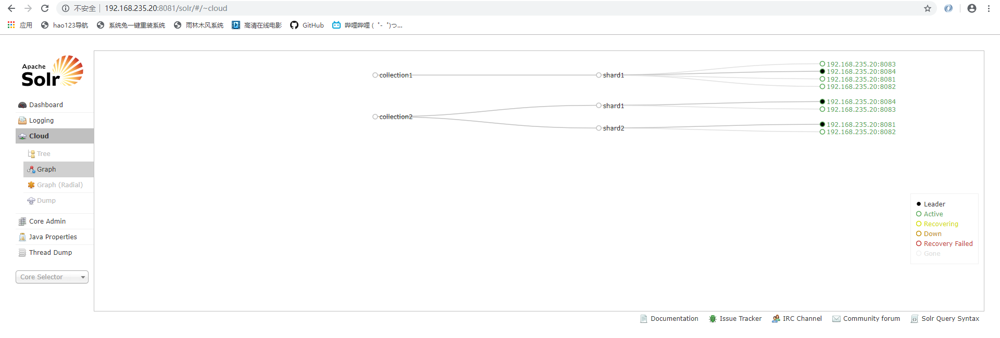 不安全 | 192.168.235.20:8081/solr/#/~cloud
应用 hao123导航 系统兔一键重装系统 雨林木风系统 高清在线电影 GitHub 哔哩哔哩 ( ゜- ゜)つ...
Apache
Solr
Dashboard
Logging
Cloud
Tree
Graph
Graph (Radial)
Dump
Core Admin
Java Properties
Thread Dump
Core Selector
collection1
shard1
192.168.235.20:8083
192.168.235.20:8084
192.168.235.20:8081
192.168.235.20:8082
collection2
shard1
192.168.235.20:8084
192.168.235.20:8083
shard2
192.168.235.20:8081
192.168.235.20:8082
Leader
Active
Recovering
Down
Recovery Failed
Gone
Documentation Issue Tracker IRC Channel Community forum Solr Query Syntax